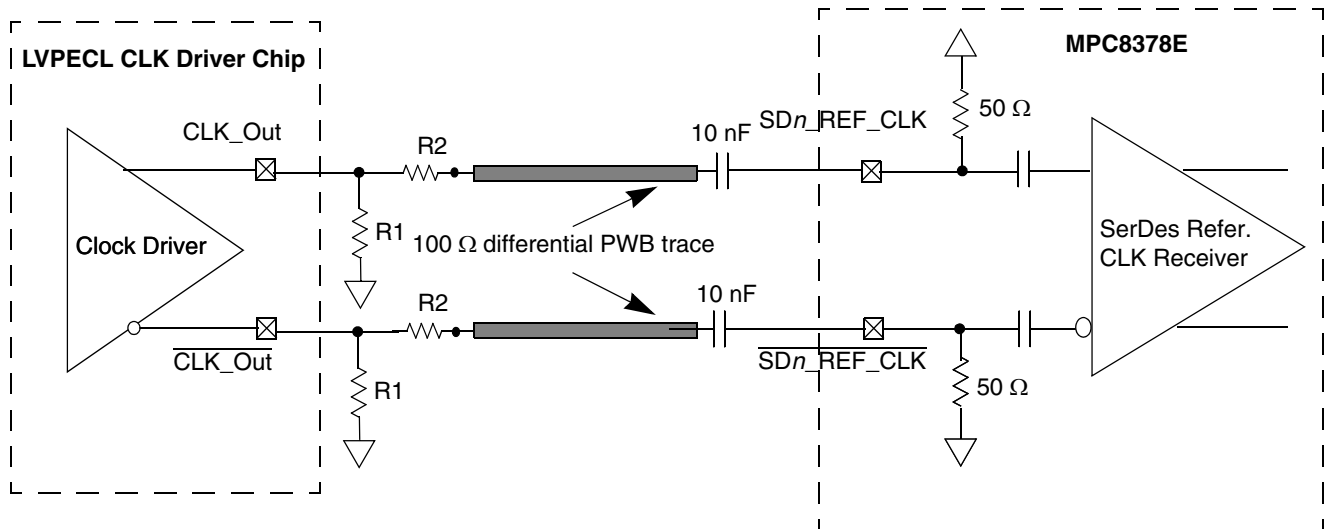 LVPECL CLK Driver Chip
MPC8378E
CLK_Out
R2
10 nF
SDn_REF_CLK
50 Ω
Clock Driver
R1
100 Ω differential PWB trace
SerDes Refer.
CLK Receiver
R2
10 nF
CLK_Out
SDn_REF_CLK
R1
50 Ω